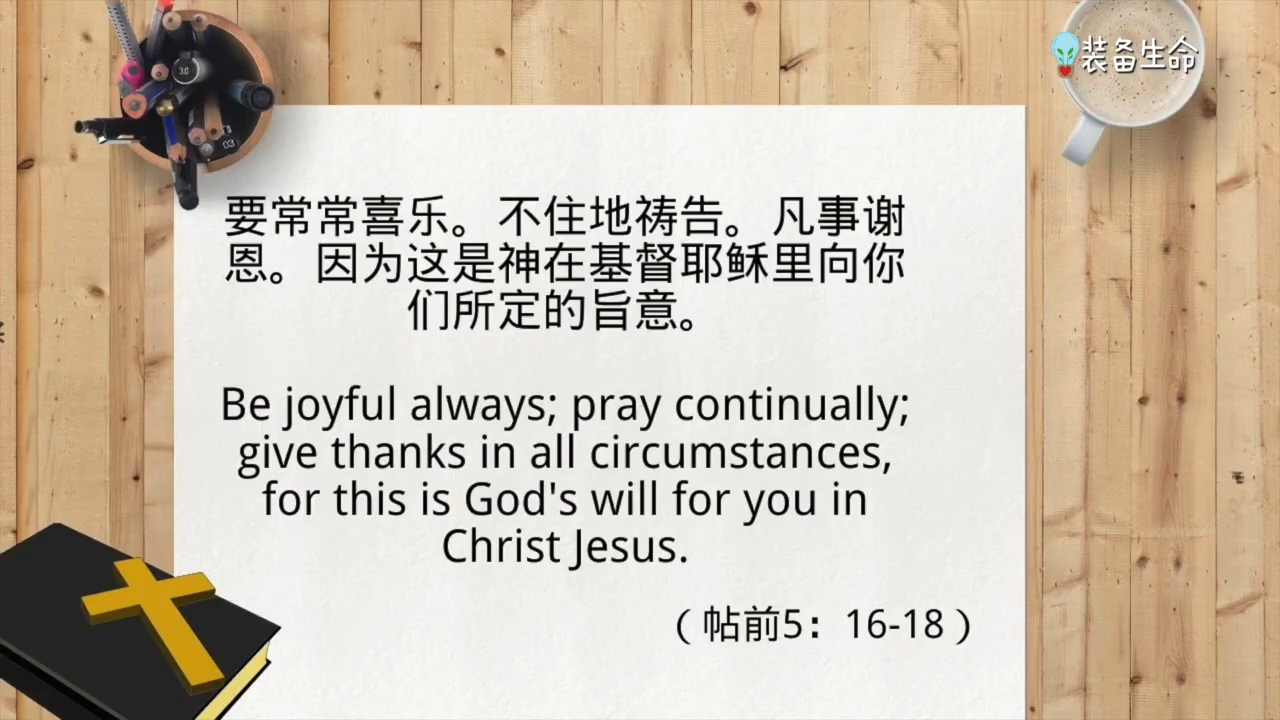 装备生命
要常常喜乐。不住地祷告。凡事谢
恩。因为这是神在基督耶稣里向你
们所定的旨意。
Be joyful always; pray continually;
give thanks in all circumstances,
for this is God's will for you in
Christ Jesus.
（帖前5：16-18）